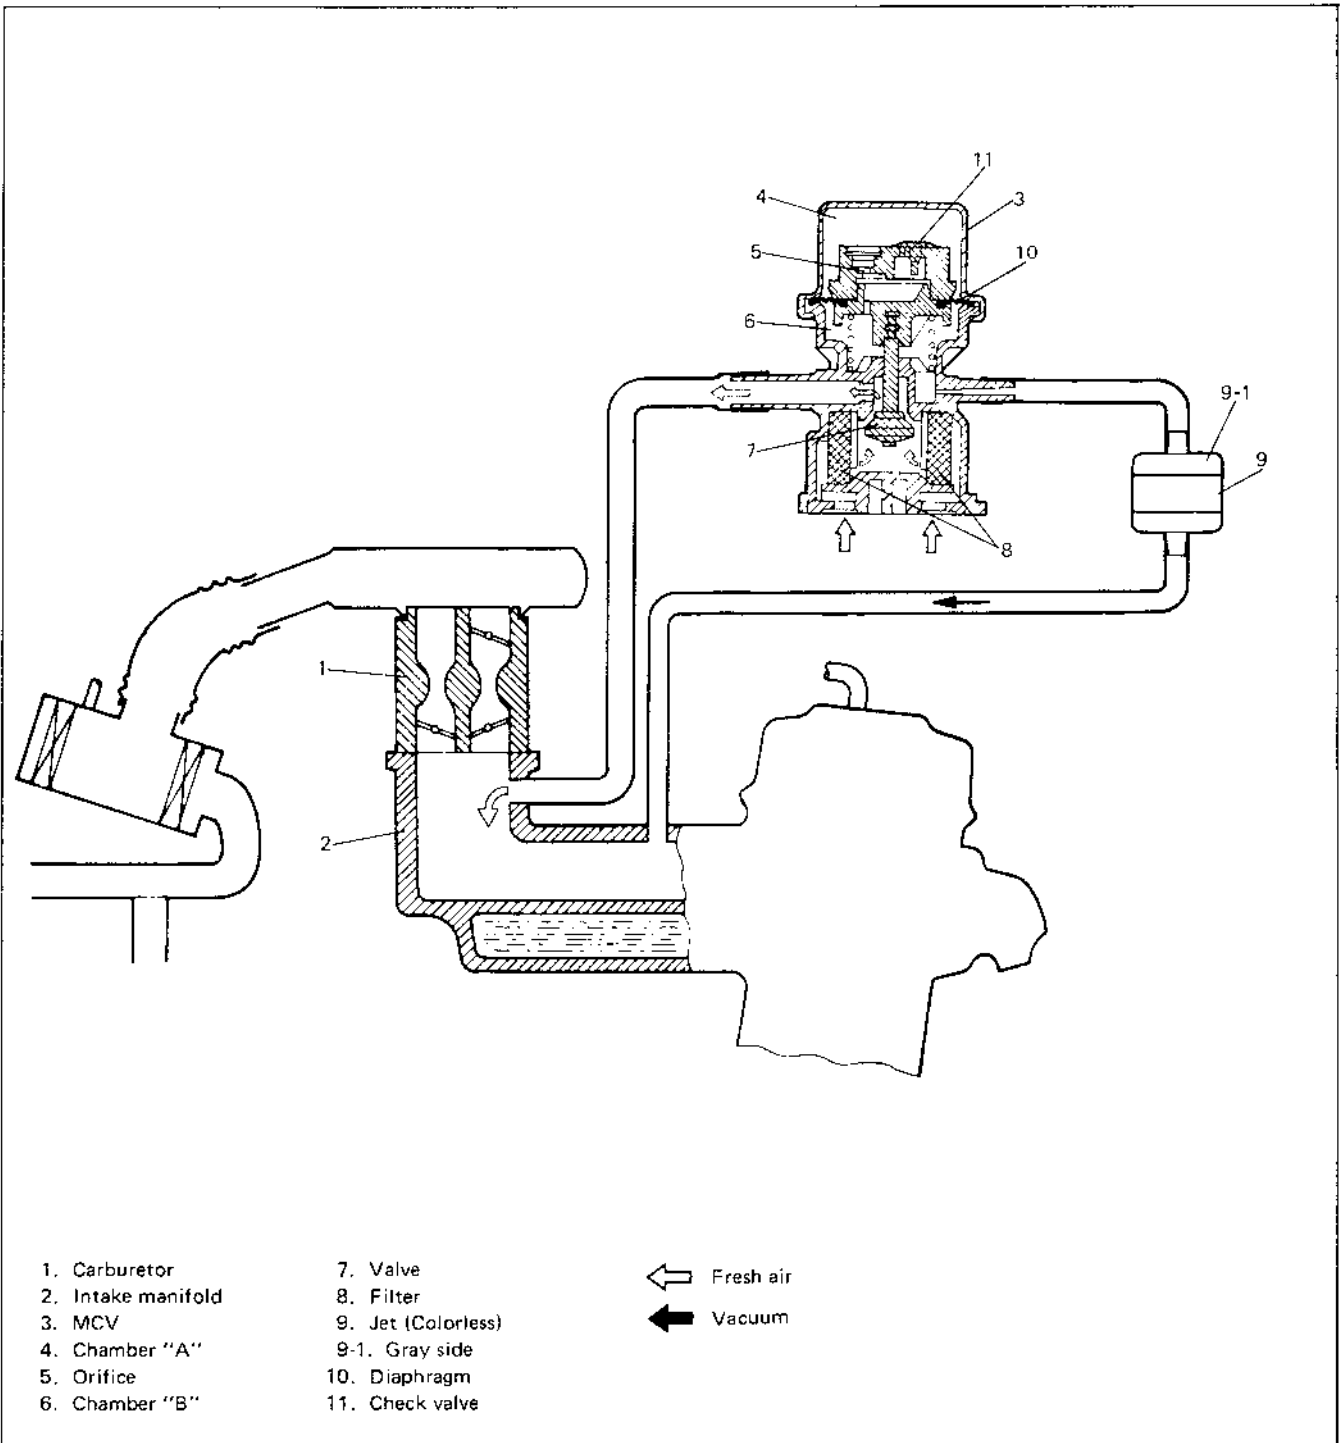 11
4
3
5
10
6
9-1
7
9
8
1
2
1. Carburetor
2. Intake manifold
3. MCV
4. Chamber "A"
5. Orifice
6. Chamber "B"
7. Valve
8. Filter
9. Jet (Colorless)
9-1. Gray side
10. Diaphragm
11. Check valve
Fresh air
Vacuum